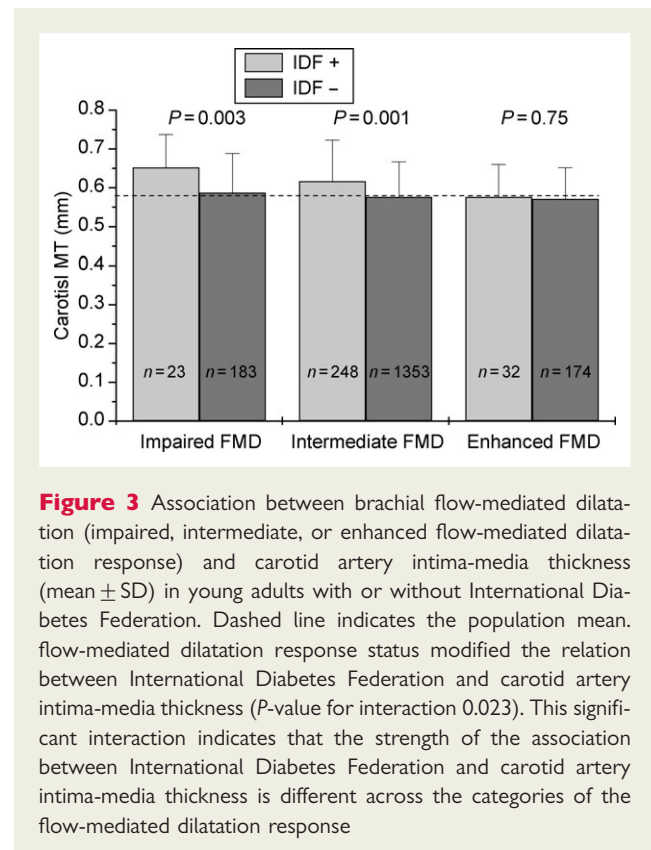 IDF +
IDF –
0.8
P=0.003
P=0.001
P=0.75
0.7
0.6
0.5
0.4
0.3
0.2
0.1
0.0
CarotisI MT (mm)
n=23
n=183
n=248
n=1353
n=32
n=174
Impaired FMD
Intermediate FMD
Enhanced FMD
Figure 3 Association between brachial flow-mediated dilata-
tion (impaired, intermediate, or enhanced flow-mediated dilata-
tion response) and carotid artery intima-media thickness
(mean ± SD) in young adults with or without International Dia-
betes Federation. Dashed line indicates the population mean.
flow-mediated dilatation response status modified the relation
between International Diabetes Federation and carotid artery
intima-media thickness (P-value for interaction 0.023). This signifi-
cant interaction indicates that the strength of the association
between International Diabetes Federation and carotid artery
intima-media thickness is different across the categories of the
flow-mediated dilatation response